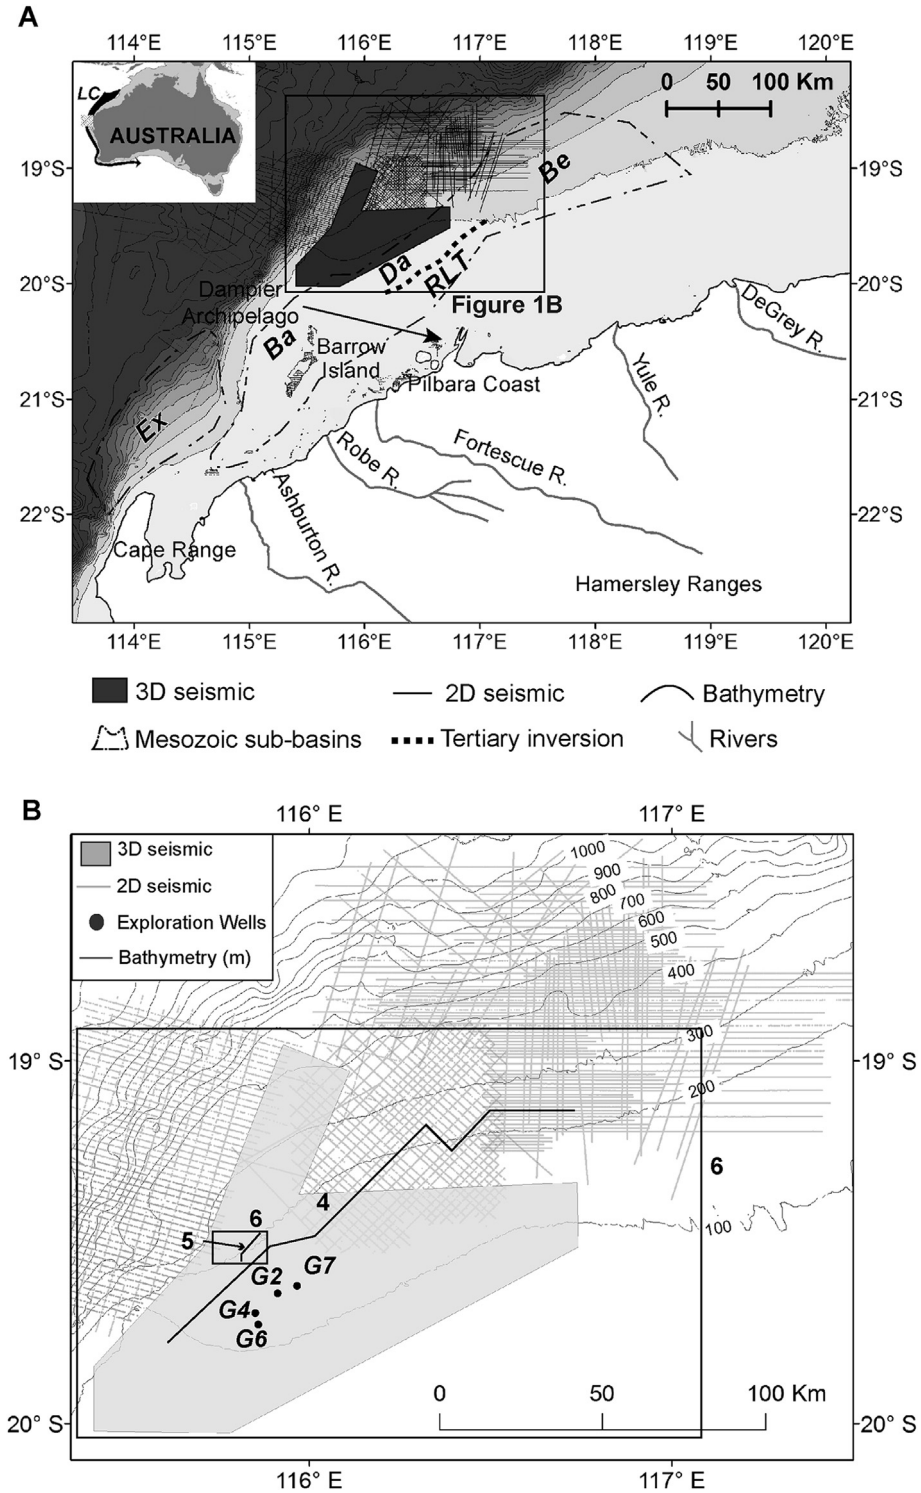 A
114°E 115°E 116°E 117°E 118°E 119°E 120°E
LC
AUSTRALIA
0 50 100 Km
19°S 19°S
Be
20°S 20°S
Da
RLT
Dampier
Archipelago
Figure 1B
DeGrey R.
Ba
Barrow
Island
Pilbara Coast
Yule R.
21°S 21°S
Ex
Robe R.
Fortescue R.
Ashburton R.
22°S 22°S
Cape Range
Hamersley Ranges
114°E 115°E 116°E 117°E 118°E 119°E 120°E
3D seismic 2D seismic Bathymetry
Mesozoic sub-basins Tertiary inversion Rivers
B
116° E 117° E
3D seismic
2D seismic
Exploration Wells
Bathymetry (m)
1000
900
800
700
600
500
400
300
200
100
19° S 19° S
6
4
6
5
G2 G7
G4
G6
0 50 100 Km
20° S 20° S
116° E 117° E